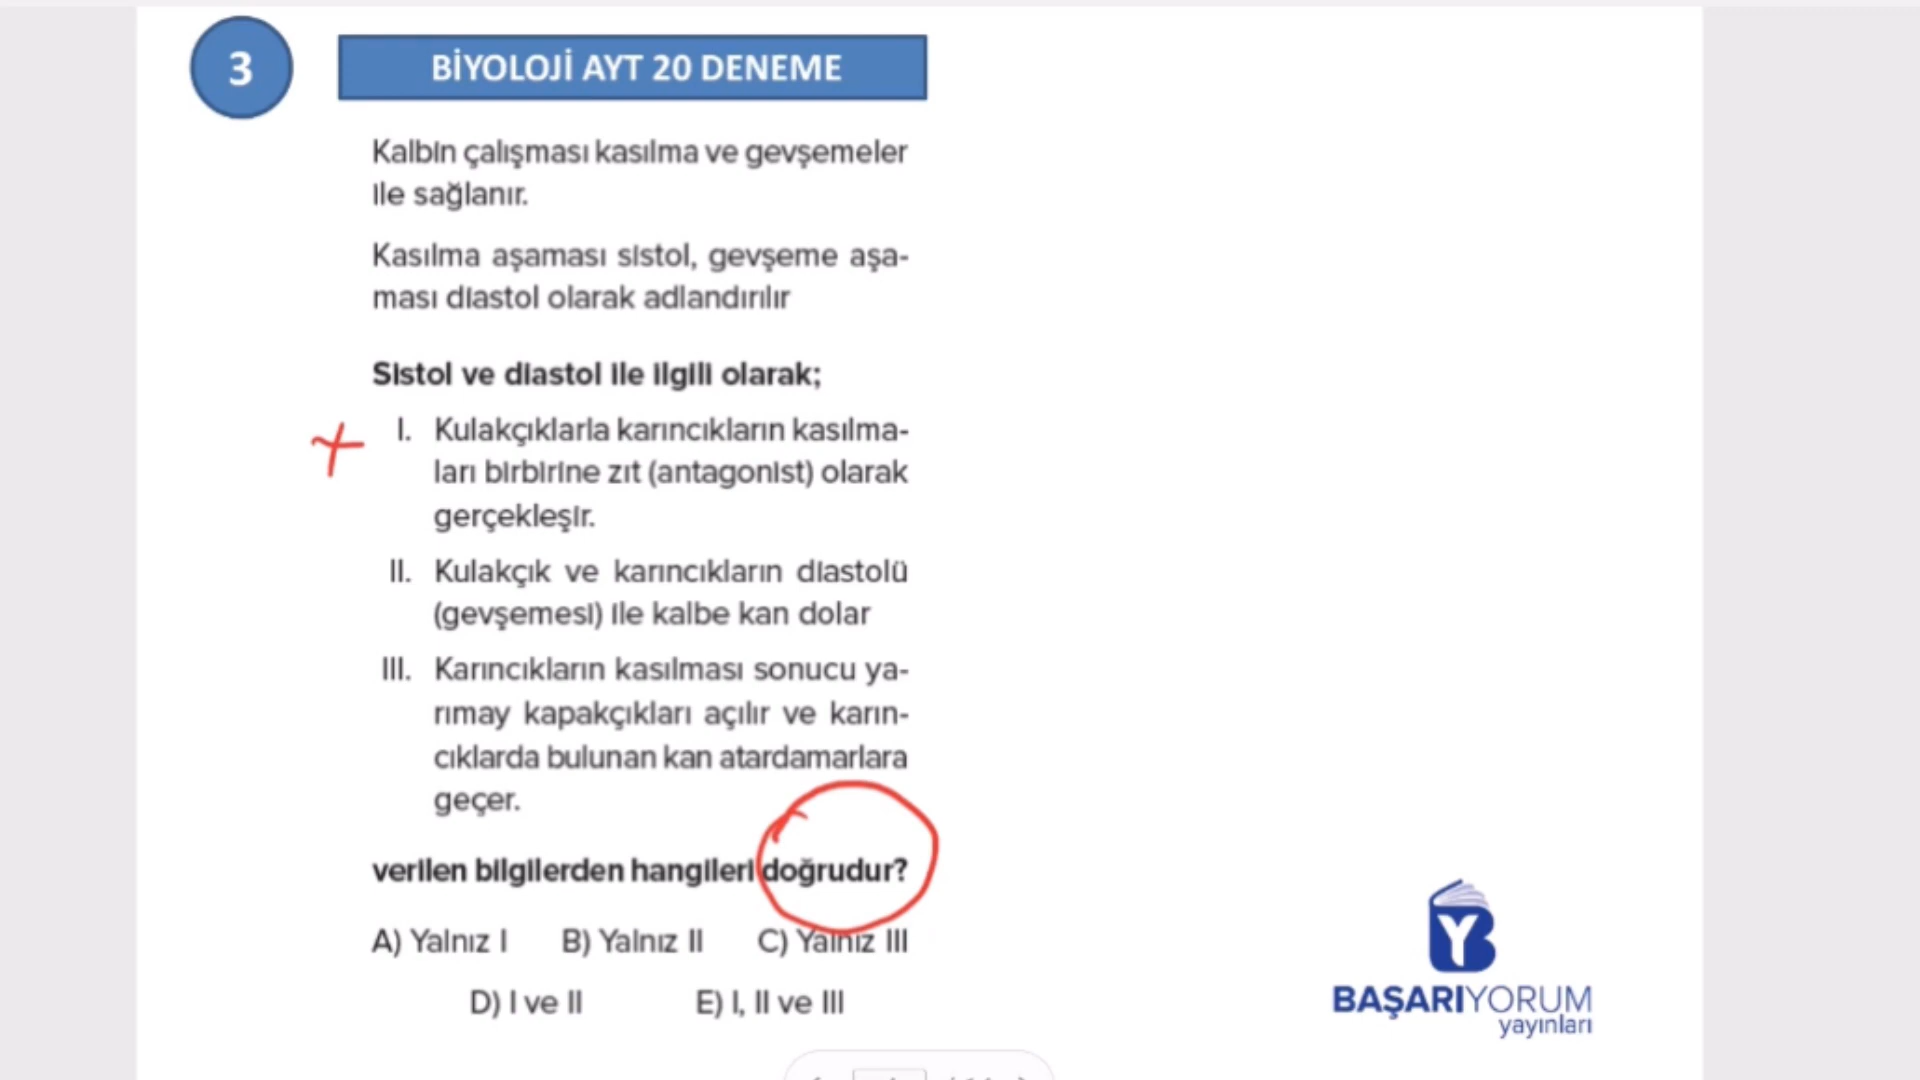 3
BİYOLOJİ AYT 20 DENEME
Kalbin çalışması kasılma ve gevşemeler
ile sağlanır.
Kasılma aşaması sistol, gevşeme aşa-
ması diastol olarak adlandırılır
Sistol ve diastol ile ilgili olarak;
I. Kulakçıklarla karıncıkların kasılma-
ları birbirine zıt (antagonist) olarak
gerçekleşir.
II. Kulakçık ve karıncıkların diastolü
(gevşemesi) ile kalbe kan dolar
III. Karıncıkların kasılması sonucu ya-
rımay kapakçıkları açılır ve karın-
cıklarda bulunan kan atardamarlara
geçer.
verilen bilgilerden hangileri doğrudur?
A) Yalnız I B) Yalnız II C) Yalnız III
D) I ve II E) I, II ve III
BAŞARIYORUM
yayınları